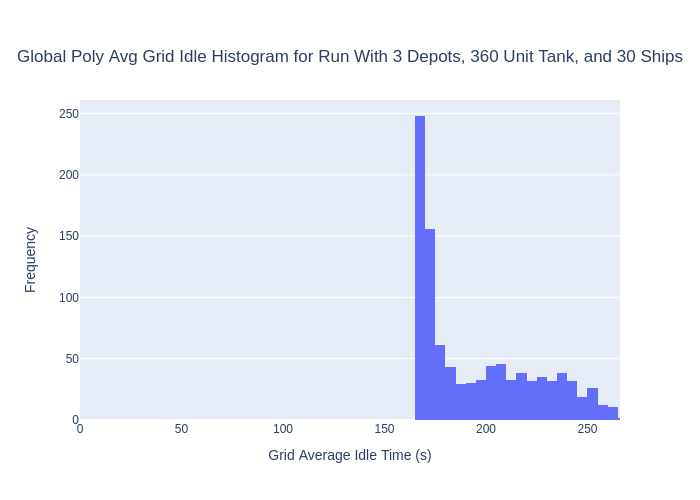 Global Poly Avg Grid Idle Histogram for Run With 3 Depots, 360 Unit Tank, and 30 Ships
250
200
150
100
50
0
Frequency
0 50 100 150 200 250
Grid Average Idle Time (s)